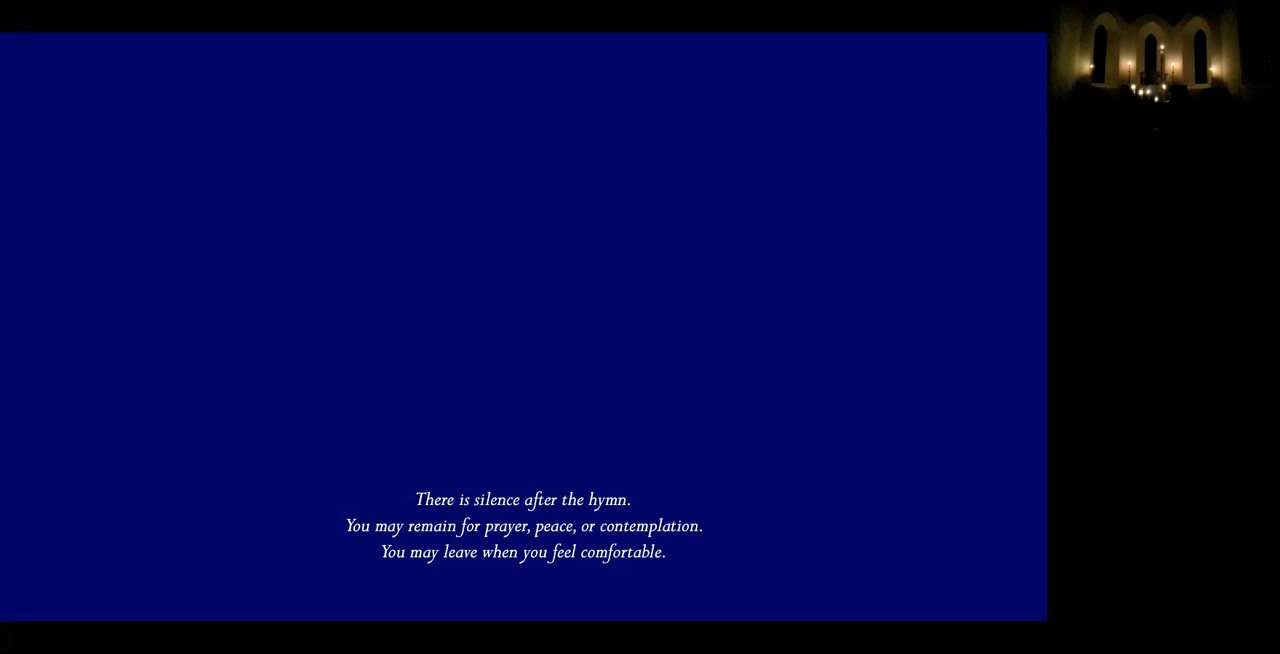 There is silence after the hymn.
You may remain for prayer, peace, or contemplation.
You may leave when you feel comfortable.